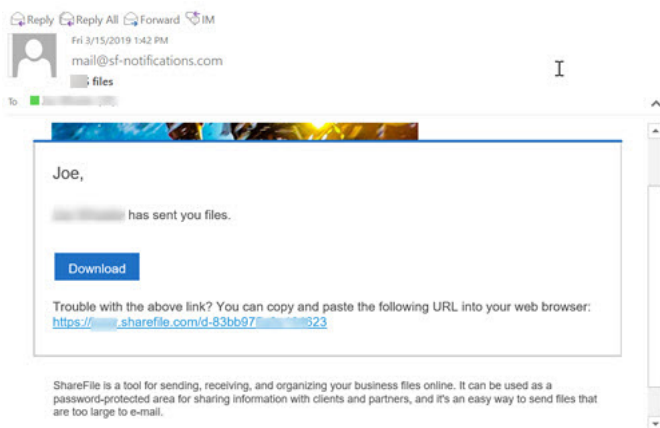 Reply Reply All Forward IM
Fri 3/15/2019 1:42 PM
mail@sf-notifications.com
files
To
Joe,
has sent you files.
Download
Trouble with the above link? You can copy and paste the following URL into your web browser:
https:// .sharefile.com/d-83bb97 623
ShareFile is a tool for sending, receiving, and organizing your business files online. It can be used as a
password-protected area for sharing information with clients and partners, and it's an easy way to send files that
are too large to e-mail.